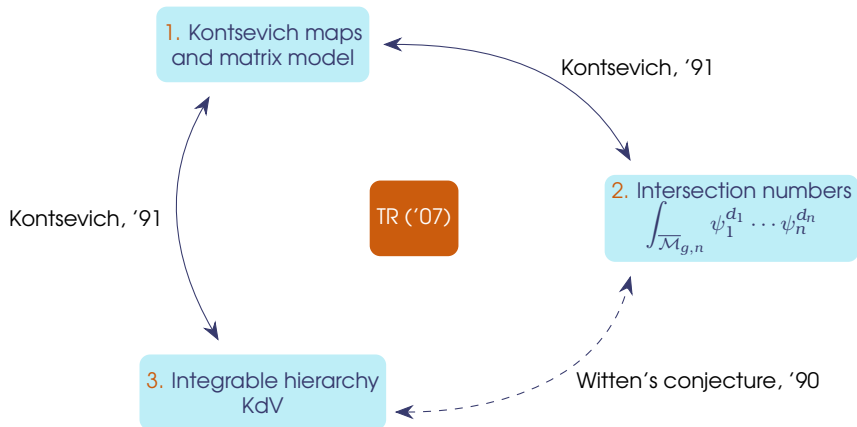 1. Kontsevich maps
and matrix model
Kontsevich, ’91
Kontsevich, ’91
TR (’07)
2. Intersection numbers
∫_{\overline{M}_{g,n}} ψ_1^{d_1} ··· ψ_n^{d_n}
3. Integrable hierarchy
KdV
Witten’s conjecture, ’90